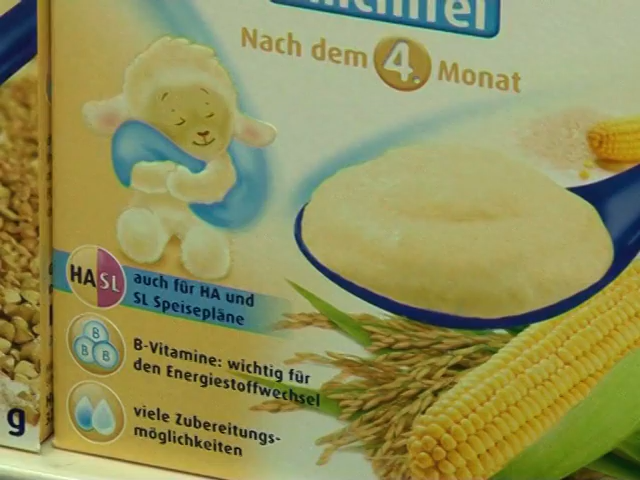 Nach dem 4. Monat
HA SL
auch für HA und
SL Speisepläne
B
B B
B-Vitamine: wichtig für
den Energiestoffwechsel
viele Zubereitungs-
möglichkeiten
g